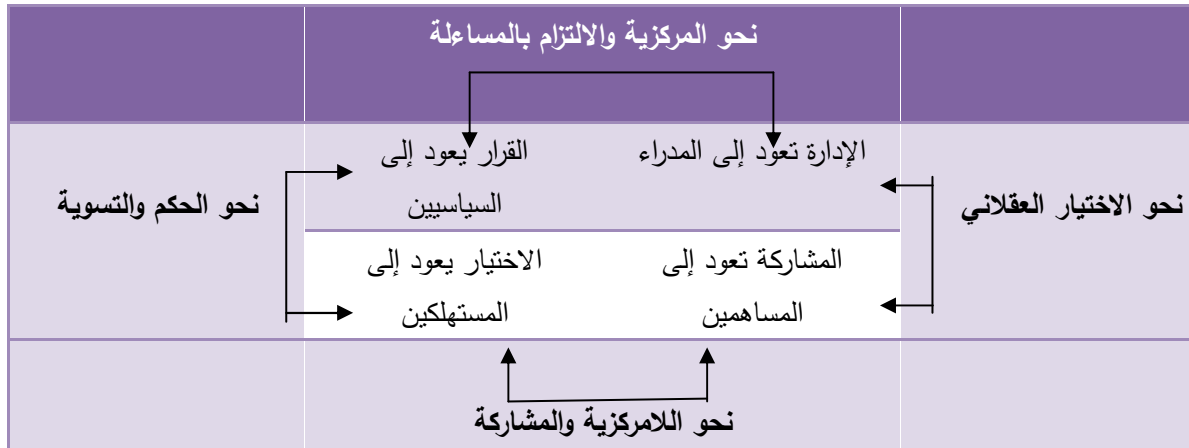 نحو المركزية والالتزام بالمساءلة
الإدارة تعود إلى المدراء
القرار يعود إلى
السياسيين
نحو الاختيار العقلاني
نحو الحكم والتسوية
المشاركة تعود إلى
المساهمين
الاختيار يعود إلى
المستهلكين
نحو اللامركزية والمشاركة